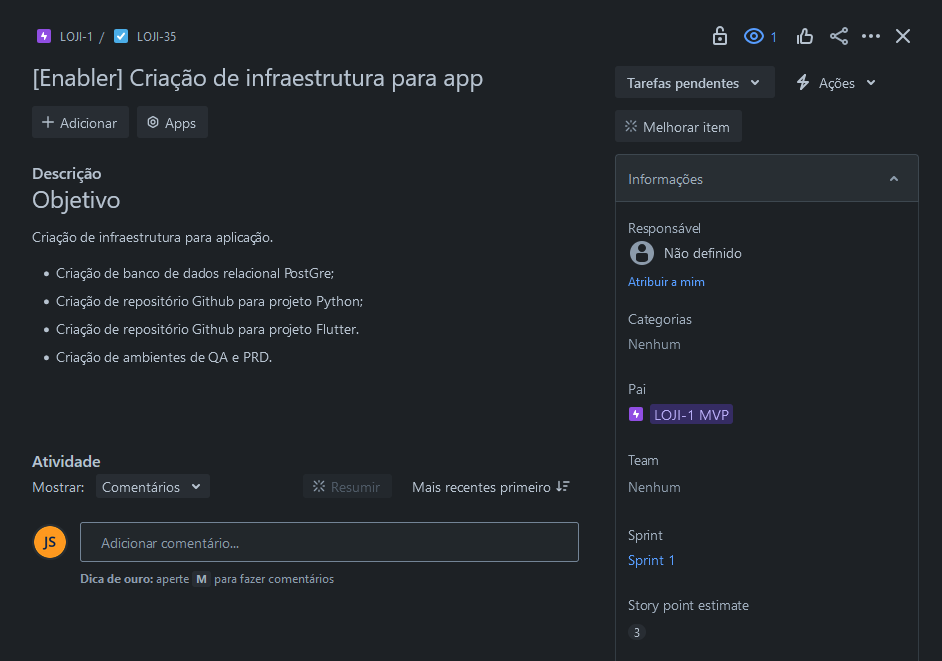 LOJI-1 / LOJI-35
1
[Enabler] Criação de infraestrutura para app
Adicionar
Apps
Descrição
Objetivo
Criação de infraestrutura para aplicação.
• Criação de banco de dados relacional PostGre;
• Criação de repositório Github para projeto Python;
• Criação de repositório Github para projeto Flutter.
• Criação de ambientes de QA e PRD.
Atividade
Mostrar: Comentários
Resumir
Mais recentes primeiro
JS
Adicionar comentário...
Dica de ouro: aperte M para fazer comentários
Tarefas pendentes
Ações
Melhorar item
Informações
Responsável
Não definido
Atribuir a mim
Categorias
Nenhum
Pai
LOJI-1 MVP
Team
Nenhum
Sprint
Sprint 1
Story point estimate
3